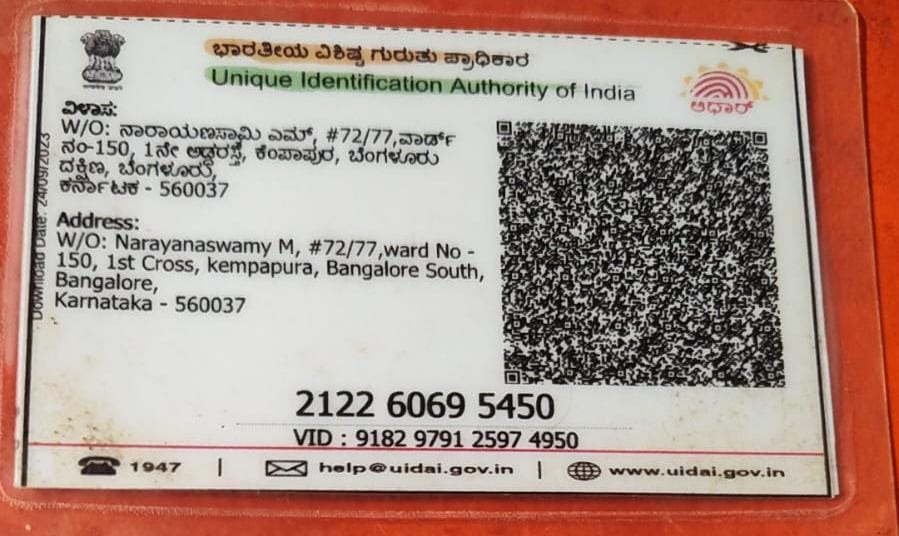 ಭಾರತೀಯ ವಿಶಿಷ್ಟ ಗುರುತು ಪ್ರಾಧಿಕಾರ
Unique Identification Authority of India
ಆಧಾರ್
ವಿಳಾಸ:
W/O: ನಾರಾಯಣಸಾಮಿ ಎಮ್, #72/77,ವಾರ್ಡ್
ನಂ-150, 1ನೇ ಅಡ್ಡರಸ್ತೆ, ಕೆಂಪಾಪುರ, ಬೆಂಗಳೂರು
ದಕ್ಷಿಣ, ಬೆಂಗಳೂರು,
ಕರ್ನಾಟಕ - 560037
Address:
W/O: Narayanaswamy M, #72/77,ward No -
150, 1st Cross, kempapura, Bangalore South,
Bangalore,
Karnataka - 560037
Download Date: 24/09/2023
2122 6069 5450
VID : 9182 9791 2597 4950
1947 | help@uidai.gov.in | www.uidai.gov.in